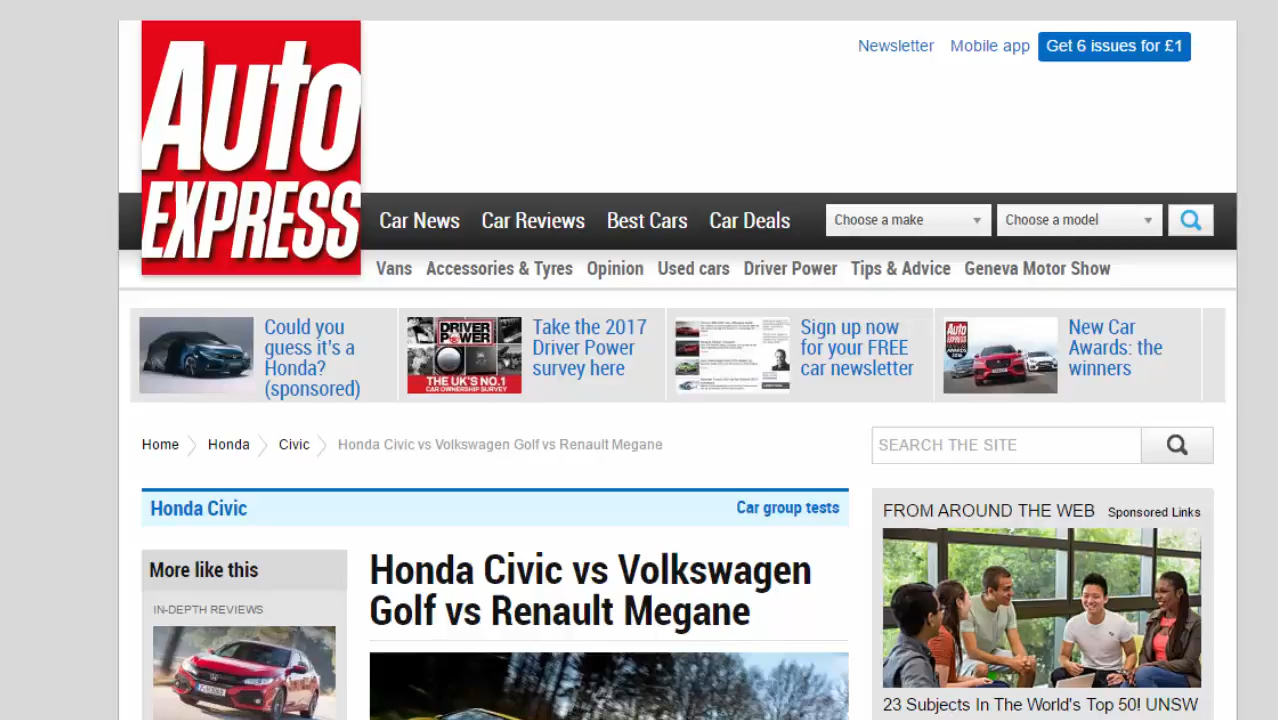 Auto
EXPRESS
Newsletter
Mobile app
Get 6 issues for £1
Car News
Car Reviews
Best Cars
Car Deals
Choose a make
Choose a model
Vans
Accessories & Tyres
Opinion
Used cars
Driver Power
Tips & Advice
Geneva Motor Show
Could you
guess it's a
Honda?
(sponsored)
DRIVER
POWER
THE UK'S NO.1
CAR OWNERSHIP SURVEY
Take the 2017
Driver Power
survey here
Sign up now
for your FREE
car newsletter
Auto
EXPRESS
New Car
Awards: the
winners
Home
Honda
Civic
Honda Civic vs Volkswagen Golf vs Renault Megane
SEARCH THE SITE
Honda Civic
Car group tests
FROM AROUND THE WEB
Sponsored Links
More like this
IN-DEPTH REVIEWS
Honda Civic vs Volkswagen
Golf vs Renault Megane
23 Subjects In The World's Top 50! UNSW